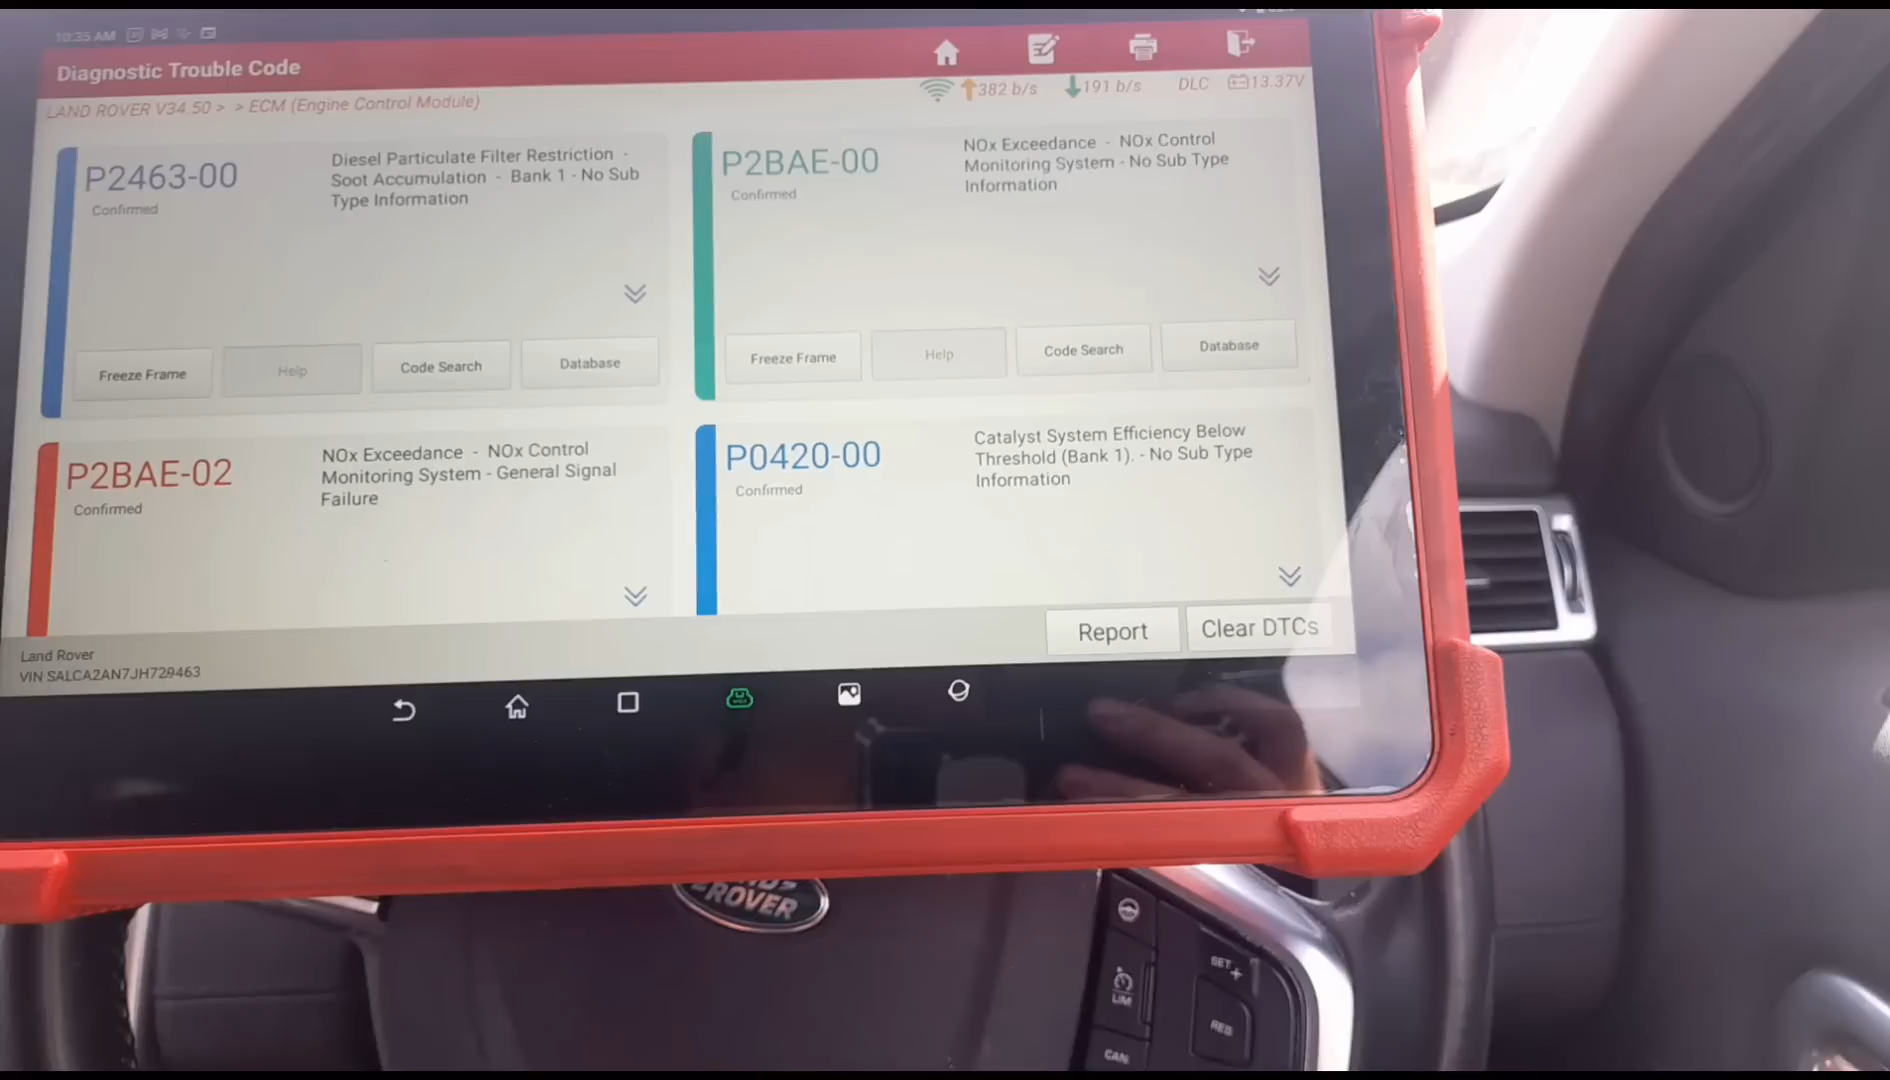 10:35 AM
Diagnostic Trouble Code
LAND ROVER V34.50 > > ECM (Engine Control Module)
382 b/s
191 b/s
DLC
13.37V
P2463-00
Confirmed
Diesel Particulate Filter Restriction -
Soot Accumulation - Bank 1 - No Sub
Type Information
Freeze Frame
Help
Code Search
Database
P2BAE-00
Confirmed
NOx Exceedance - NOx Control
Monitoring System - No Sub Type
Information
Freeze Frame
Help
Code Search
Database
P2BAE-02
Confirmed
NOx Exceedance - NOx Control
Monitoring System - General Signal
Failure
P0420-00
Confirmed
Catalyst System Efficiency Below
Threshold (Bank 1). - No Sub Type
Information
Report
Clear DTCs
Land Rover
VIN SALCA2AN7JH729463
ROVER
SET
+
LIM
RES
CAN